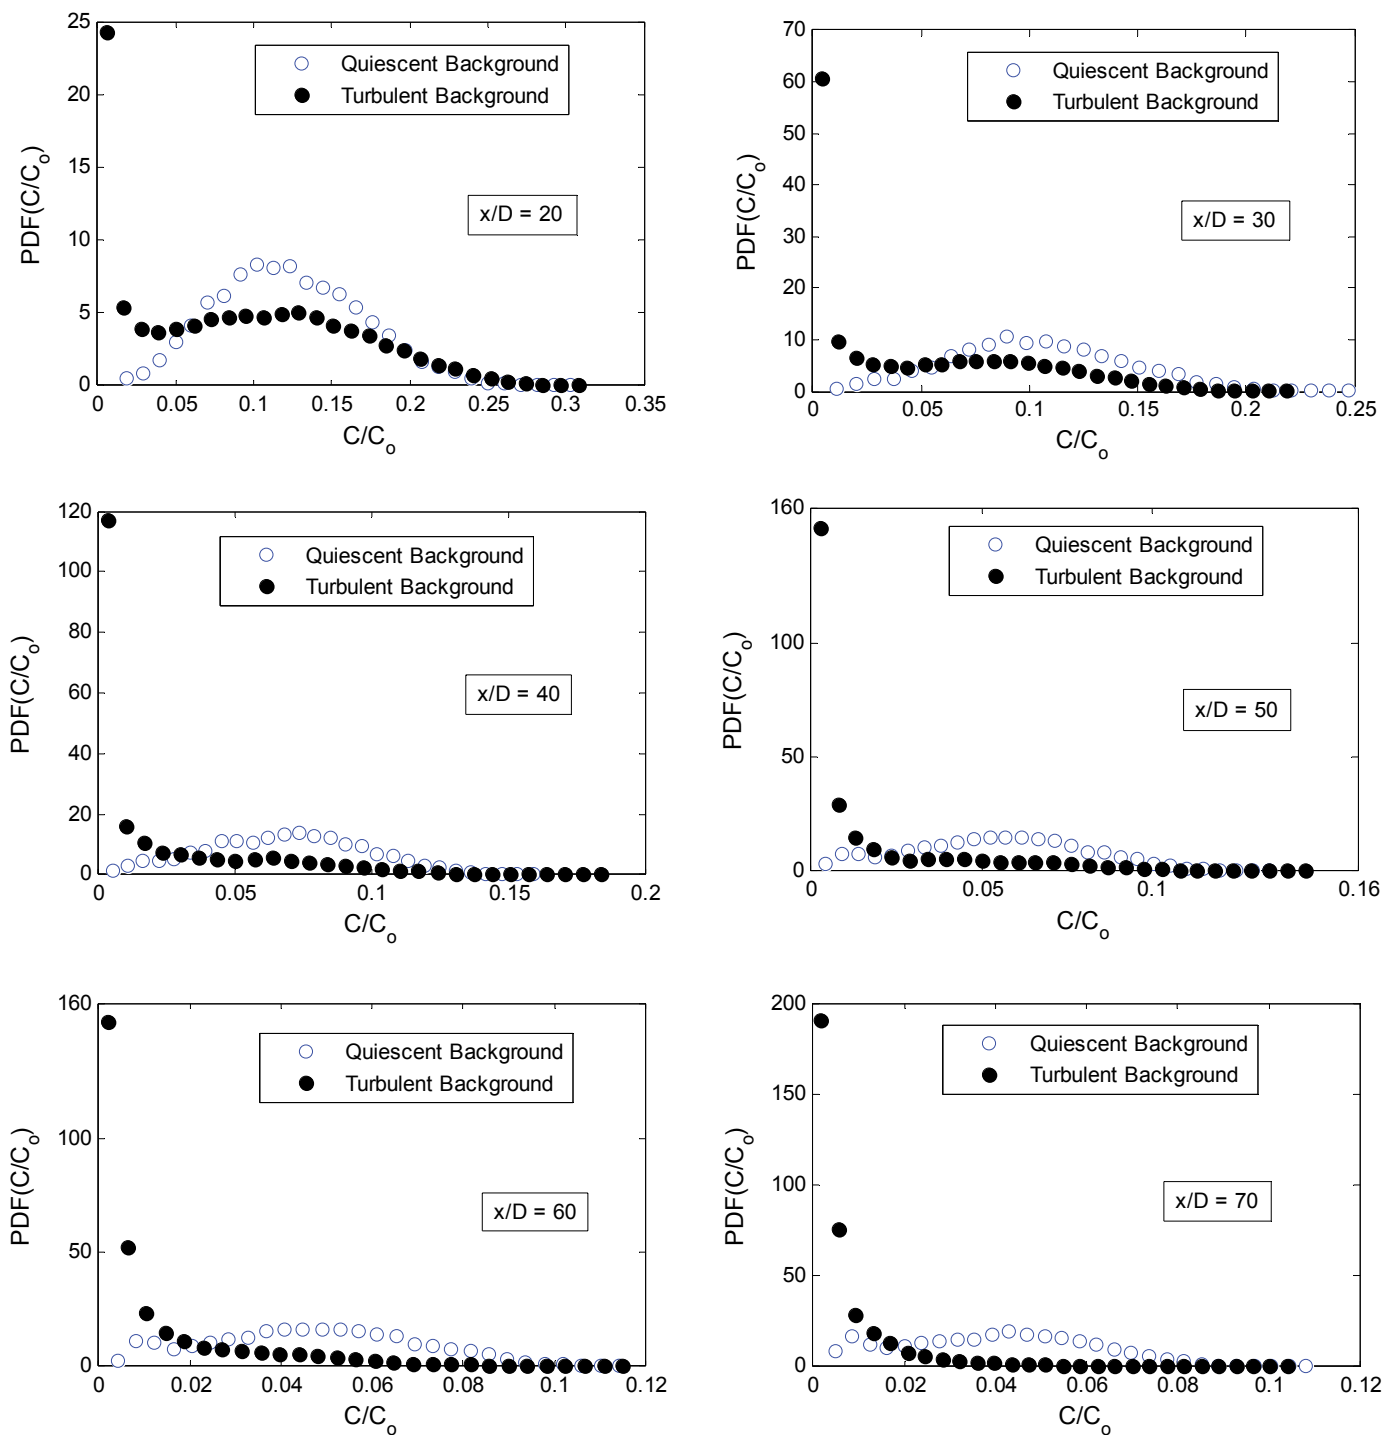 25
20
15
10
5
0
PDF(C/Co)
Quiescent Background
Turbulent Background
x/D = 20
0 0.05 0.1 0.15 0.2 0.25 0.3 0.35
C/Co
70
60
50
40
30
20
10
0
PDF(C/Co)
Quiescent Background
Turbulent Background
x/D = 30
0 0.05 0.1 0.15 0.2 0.25
C/Co
120
100
80
60
40
20
0
PDF(C/Co)
Quiescent Background
Turbulent Background
x/D = 40
0 0.05 0.1 0.15 0.2
C/Co
160
100
50
0
PDF(C/Co)
Quiescent Background
Turbulent Background
x/D = 50
0 0.05 0.1 0.16
C/Co
160
100
50
0
PDF(C/Co)
Quiescent Background
Turbulent Background
x/D = 60
0 0.02 0.04 0.06 0.08 0.1 0.12
C/Co
200
150
100
50
0
PDF(C/Co)
Quiescent Background
Turbulent Background
x/D = 70
0 0.02 0.04 0.06 0.08 0.1 0.12
C/Co